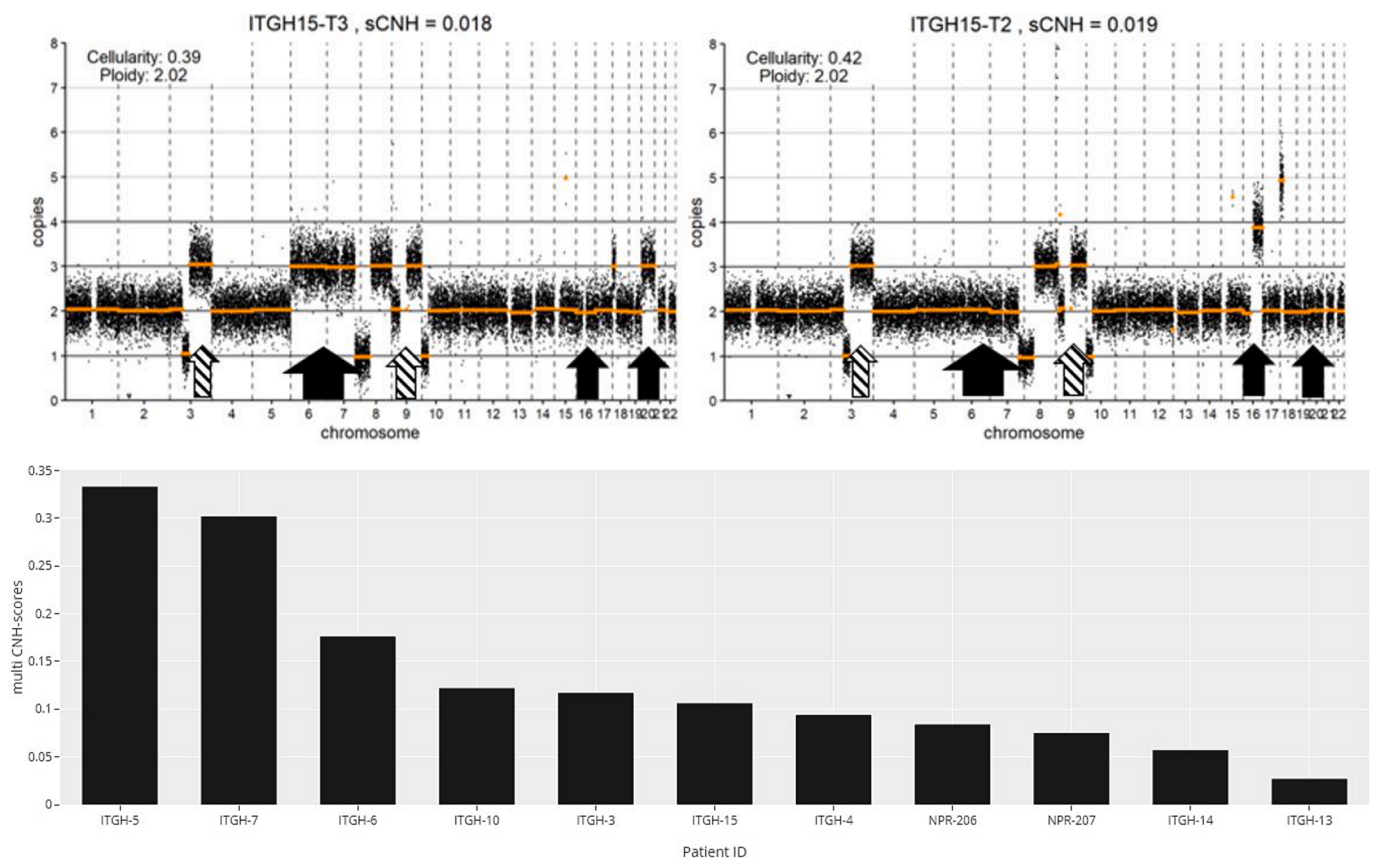 ITGH15-T3 , sCNH = 0.018
Cellularity: 0.39
Ploidy: 2.02
copies
8
7
6
5
4
3
2
1
0
1 2 3 4 5 6 7 8 9 10 11 12 13 14 15 16 17 18 19 20 21 22
chromosome
ITGH15-T2 , sCNH = 0.019
Cellularity: 0.42
Ploidy: 2.02
copies
8
7
6
5
4
3
2
1
0
1 2 3 4 5 6 7 8 9 10 11 12 13 14 15 16 17 18 19 20 21 22
chromosome
multi CNH-scores
0.35
0.3
0.25
0.2
0.15
0.1
0.05
0
ITGH-5 ITGH-7 ITGH-6 ITGH-10 ITGH-3 ITGH-15 ITGH-4 NPR-206 NPR-207 ITGH-14 ITGH-13
Patient ID